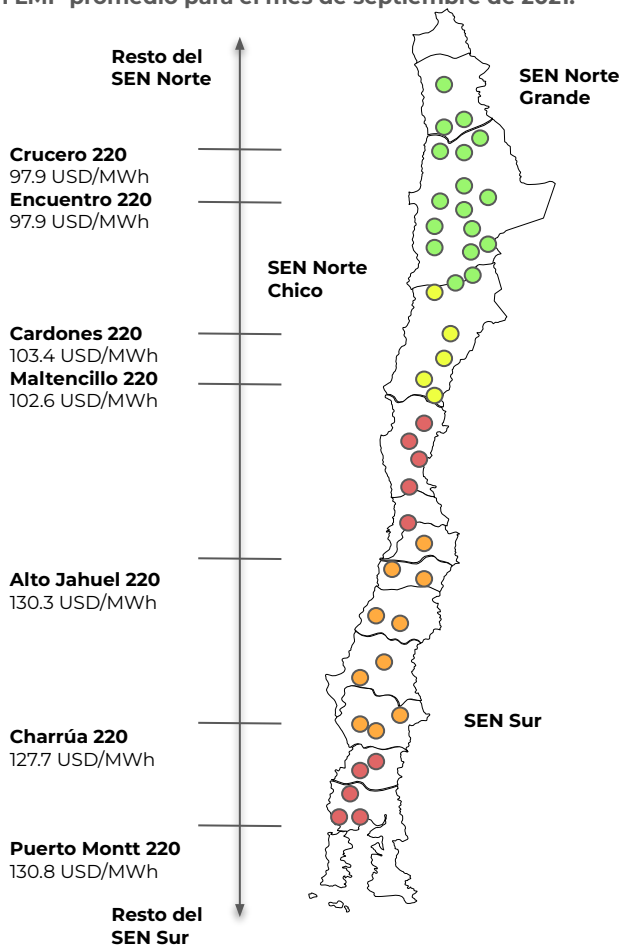 promedio para el mes de septiembre de 2021.
Resto del
SEN Norte
SEN Norte
Grande
Crucero 220
97.9 USD/MWh
Encuentro 220
97.9 USD/MWh
SEN Norte
Chico
Cardones 220
103.4 USD/MWh
Maltencillo 220
102.6 USD/MWh
Alto Jahuel 220
130.3 USD/MWh
SEN Sur
Charrúa 220
127.7 USD/MWh
Puerto Montt 220
130.8 USD/MWh
Resto del
SEN Sur